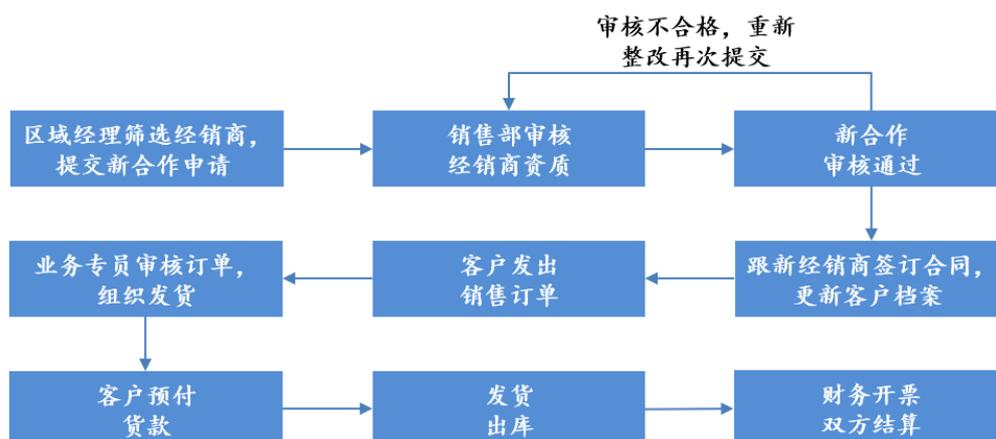 审核不合格，重新
整改再次提交
区域经理筛选经销商，
提交新合作申请
销售部审核
经销商资质
新合作
审核通过
跟新经销商签订合同，
更新客户档案
客户发出
销售订单
业务专员审核订单，
组织发货
客户预付
货款
发货
出库
财务开票
双方结算